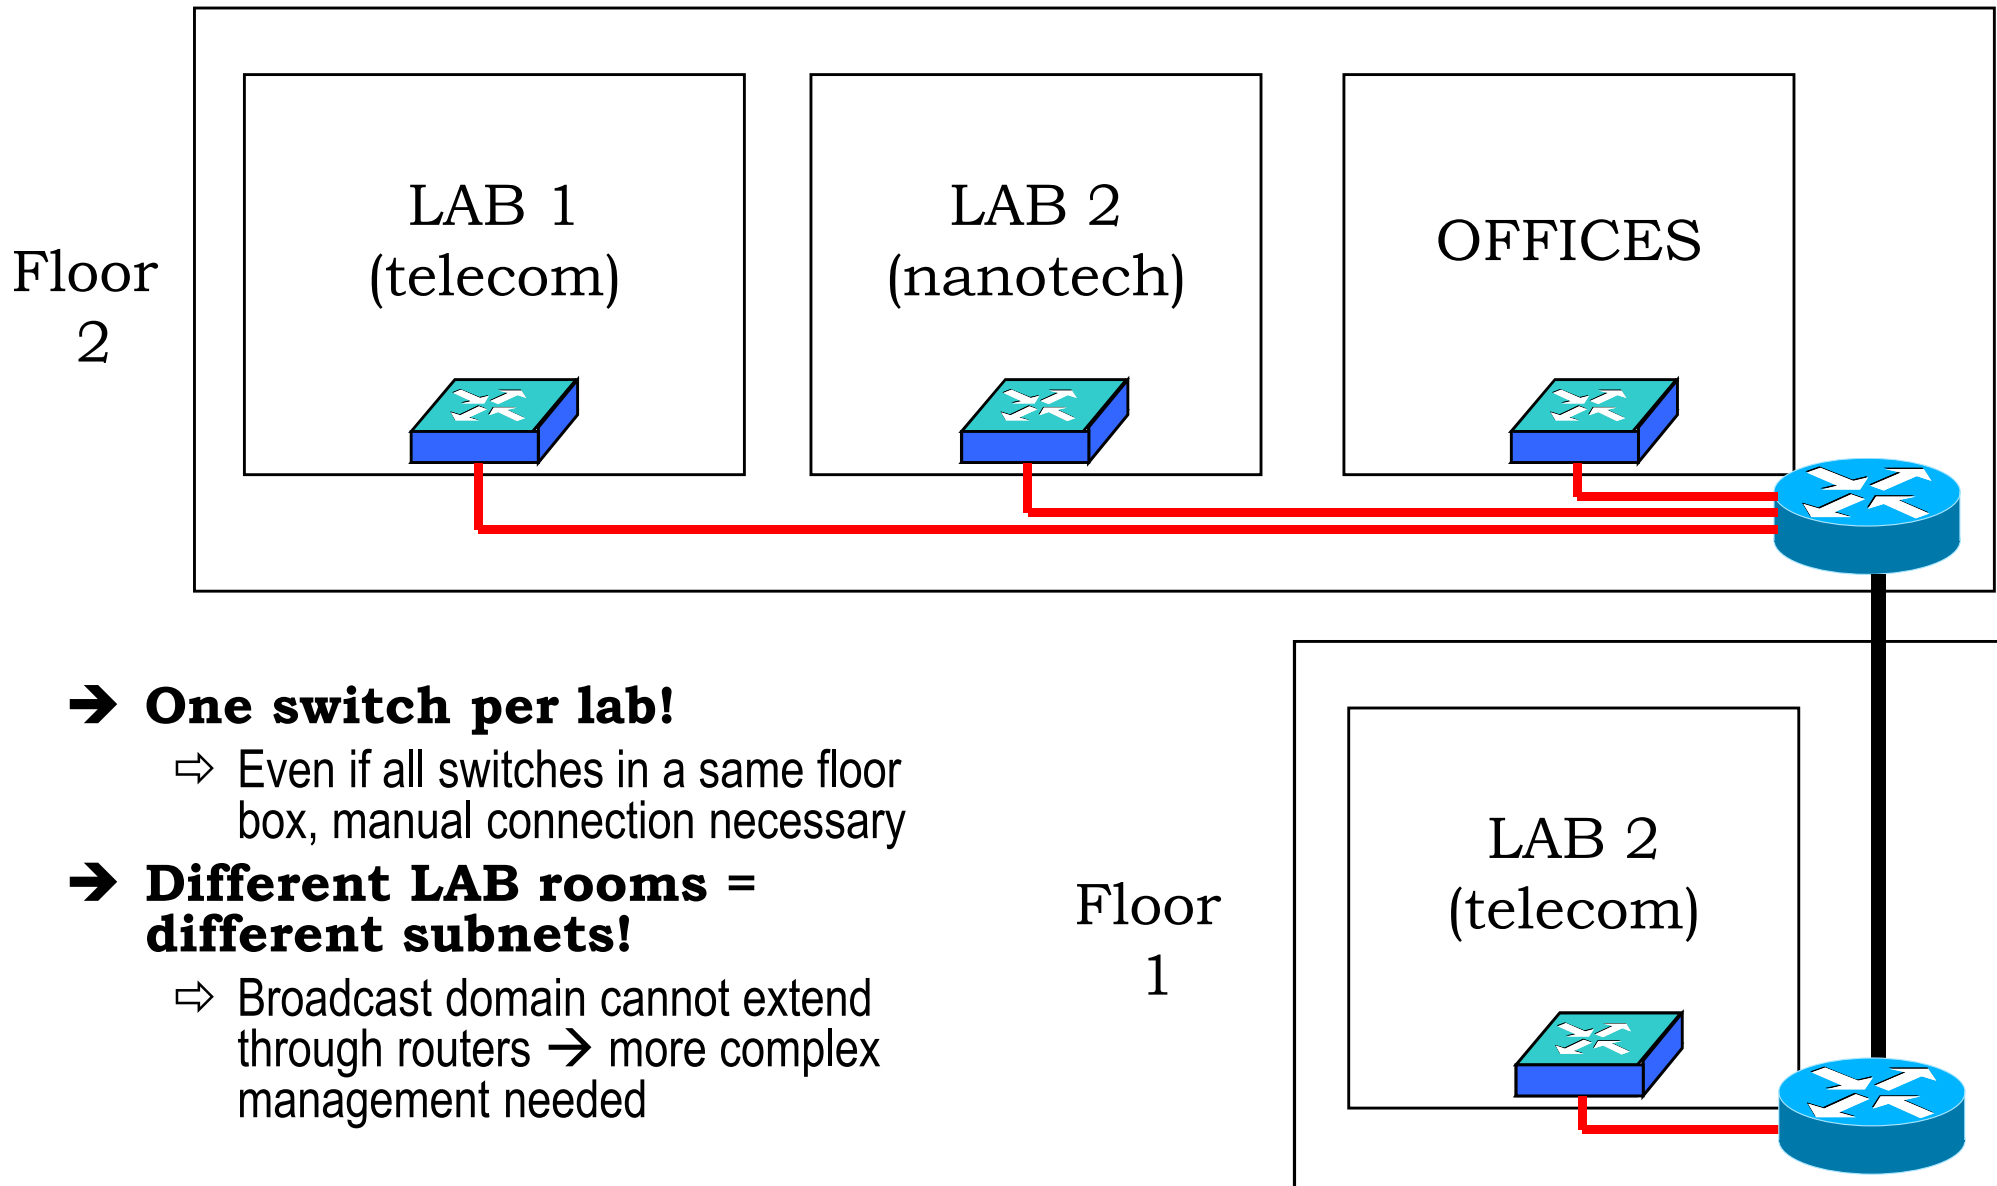 LAB 1
(telecom)
LAB 2
(nanotech)
OFFICES
Floor
2
➔ One switch per lab!
⇨ Even if all switches in a same floor
box, manual connection necessary
➔ Different LAB rooms =
different subnets!
⇨ Broadcast domain cannot extend
through routers ➔ more complex
management needed
Floor
1
LAB 2
(telecom)